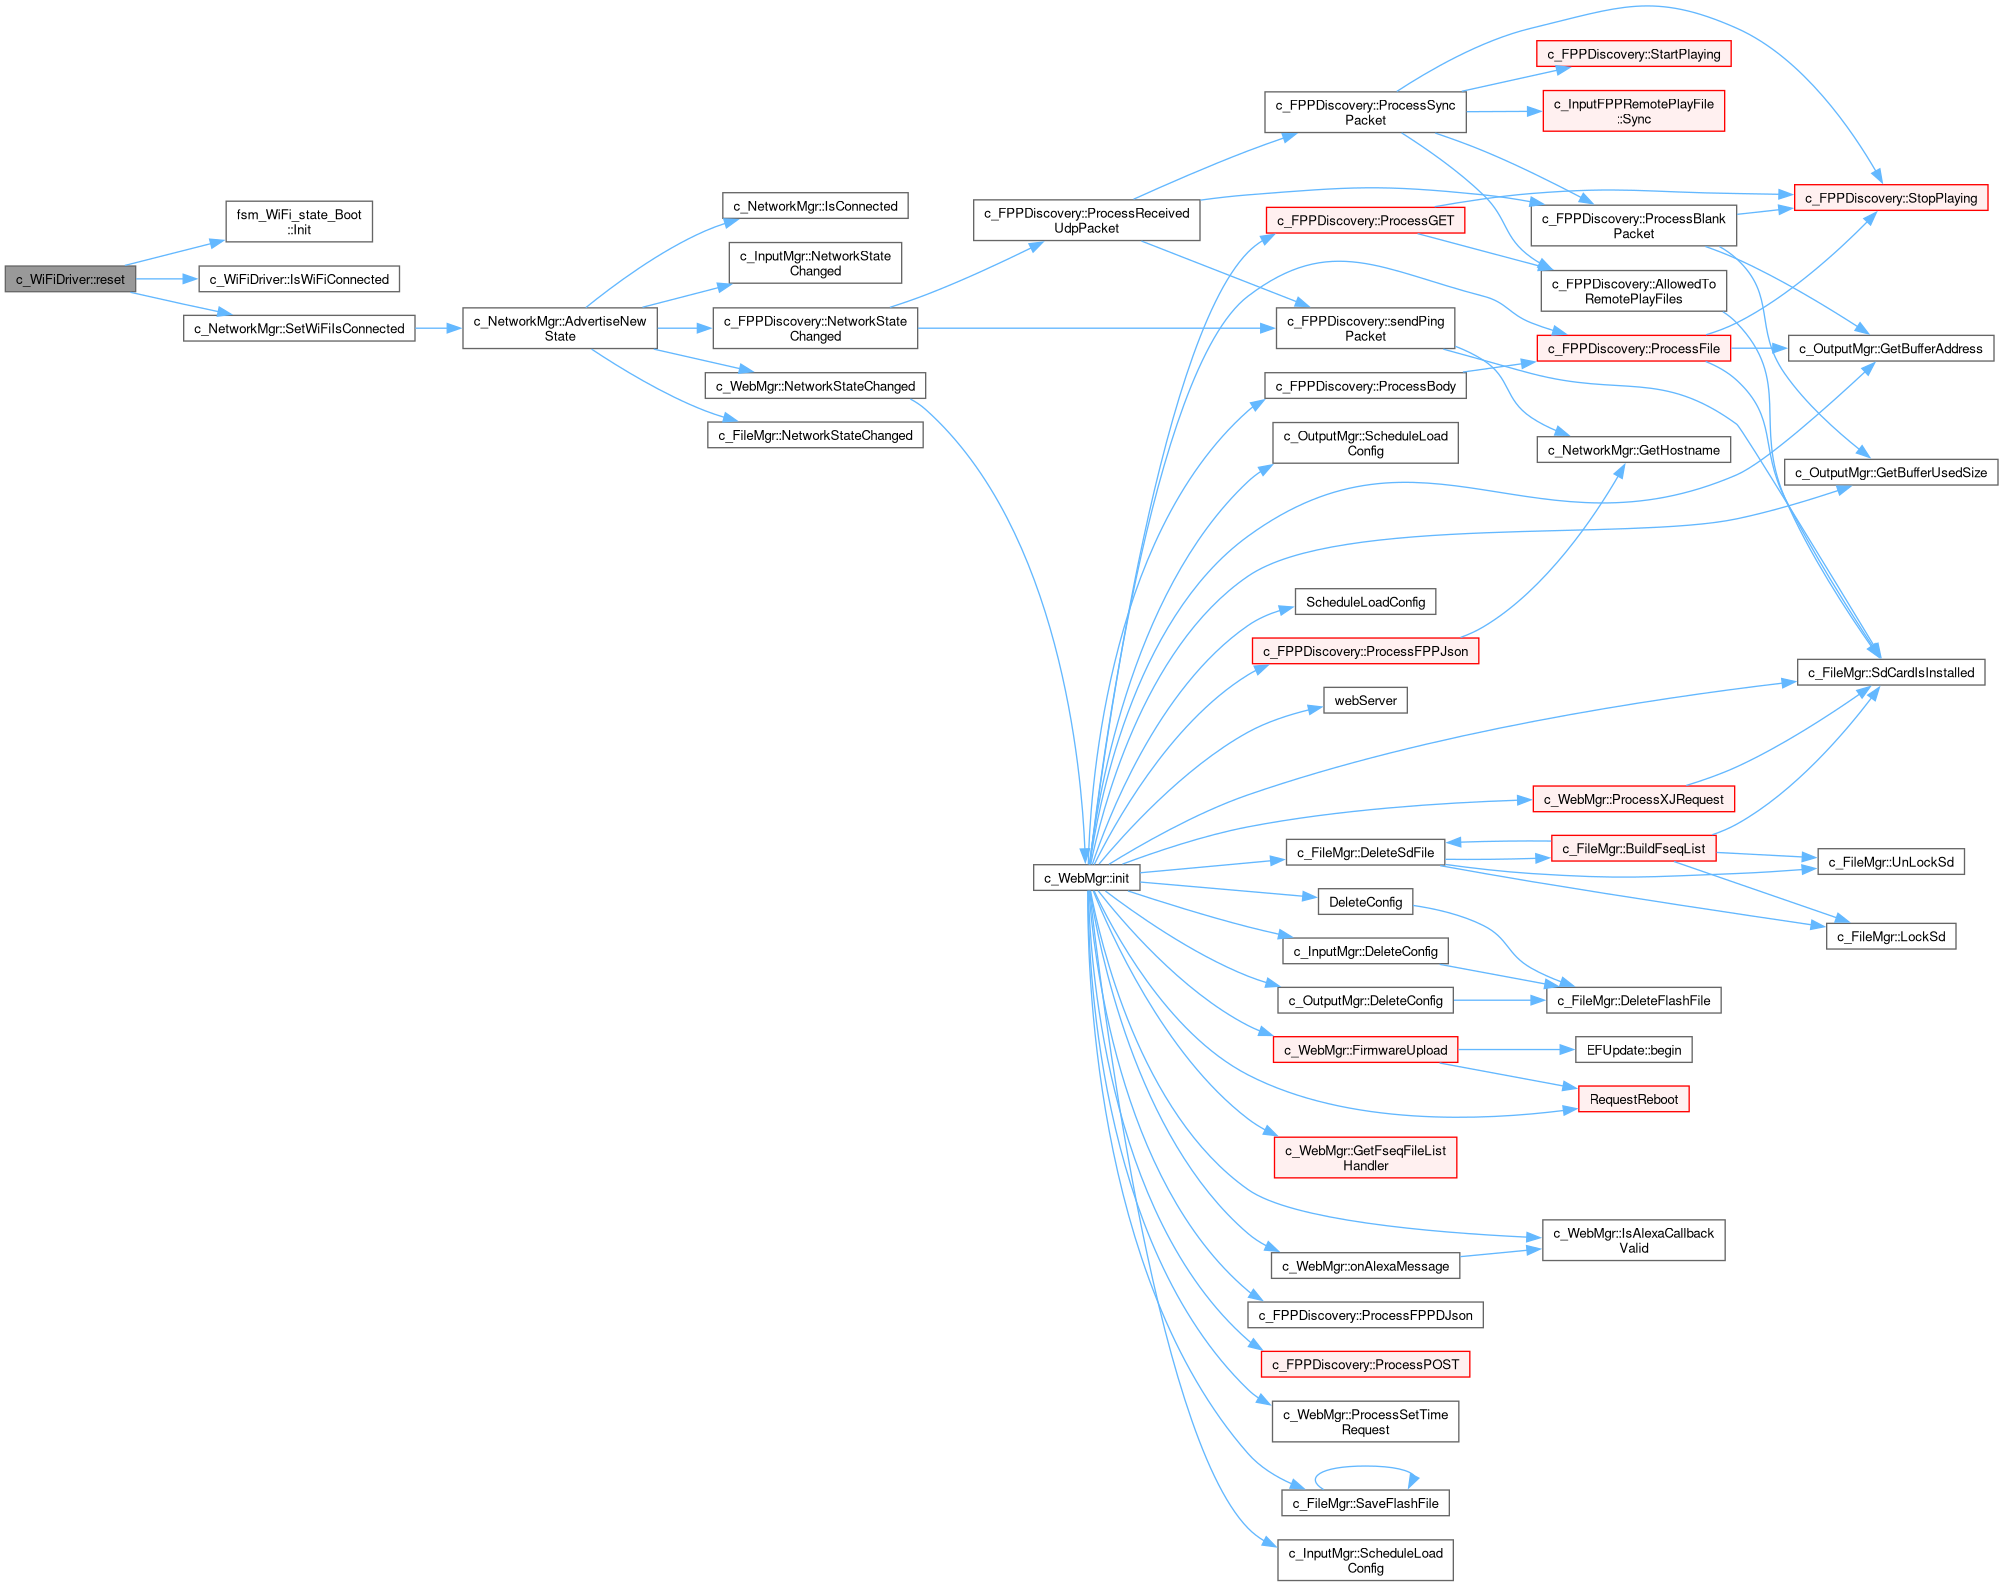 c_WiFiDriver::reset
fsm_WiFi_state_Boot
::Init
c_WiFiDriver::IsWiFiConnected
c_NetworkMgr::SetWiFiIsConnected
c_NetworkMgr::AdvertiseNew
State
c_NetworkMgr::IsConnected
c_InputMgr::NetworkState
Changed
c_FPPDiscovery::NetworkState
Changed
c_WebMgr::NetworkStateChanged
c_FileMgr::NetworkStateChanged
c_FPPDiscovery::ProcessReceived
UdpPacket
c_WebMgr::init
c_FPPDiscovery::ProcessSync
Packet
c_FPPDiscovery::ProcessGET
c_FPPDiscovery::sendPing
Packet
c_FPPDiscovery::ProcessBody
c_OutputMgr::ScheduleLoad
Config
ScheduleLoadConfig
c_FPPDiscovery::ProcessFPPJson
webServer
c_FileMgr::DeleteSdFile
DeleteConfig
c_InputMgr::DeleteConfig
c_OutputMgr::DeleteConfig
c_WebMgr::FirmwareUpload
c_WebMgr::GetFseqFileList
Handler
c_WebMgr::onAlexaMessage
c_FPPDiscovery::ProcessFPPDJson
c_FPPDiscovery::ProcessPOST
c_WebMgr::ProcessSetTime
Request
c_FileMgr::SaveFlashFile
c_InputMgr::ScheduleLoad
Config
c_FPPDiscovery::StartPlaying
c_InputFPPRemotePlayFile
::Sync
c_FPPDiscovery::ProcessBlank
Packet
c_FPPDiscovery::AllowedTo
RemotePlayFiles
c_FPPDiscovery::ProcessFile
c_NetworkMgr::GetHostname
c_WebMgr::ProcessXJRequest
c_FileMgr::BuildFseqList
c_FileMgr::DeleteFlashFile
EFUpdate::begin
RequestReboot
c_WebMgr::IsAlexaCallback
Valid
c_FPPDiscovery::StopPlaying
c_OutputMgr::GetBufferAddress
c_OutputMgr::GetBufferUsedSize
c_FileMgr::SdCardIsInstalled
c_FileMgr::UnLockSd
c_FileMgr::LockSd